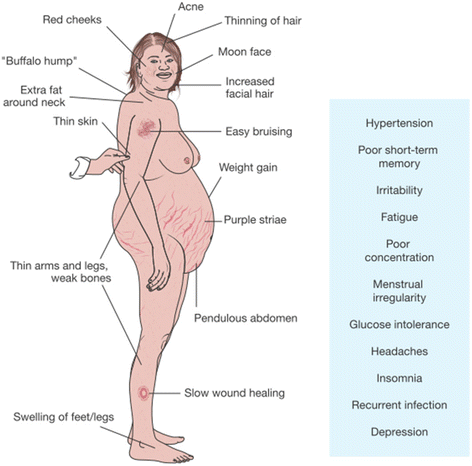 Acne
Red cheeks
Thinning of hair
Moon face
"Buffalo hump"
Increased
facial hair
Extra fat
around neck
Thin skin
Easy bruising
Weight gain
Purple striae
Thin arms and legs,
weak bones
Pendulous abdomen
Slow wound healing
Swelling of feet/legs
Hypertension
Poor short-term
memory
Irritability
Fatigue
Poor
concentration
Menstrual
irregularity
Glucose intolerance
Headaches
Insomnia
Recurrent infection
Depression